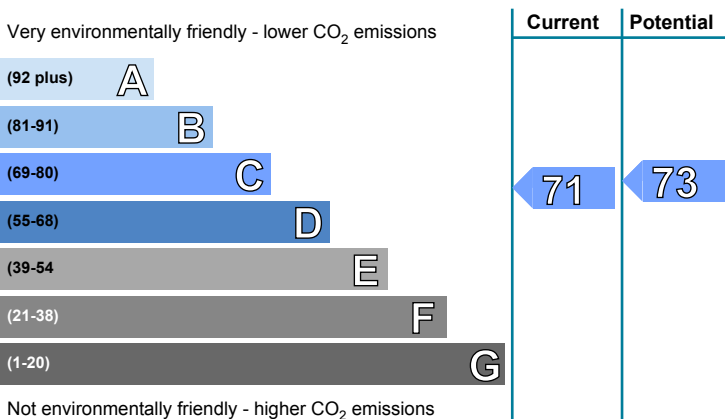 Very environmentally friendly - lower CO2 emissions
Current
Potential
(92 plus) A
(81-91) B
(69-80) C
(55-68) D
(39-54 E
(21-38) F
(1-20) G
71
73
Not environmentally friendly - higher CO2 emissions